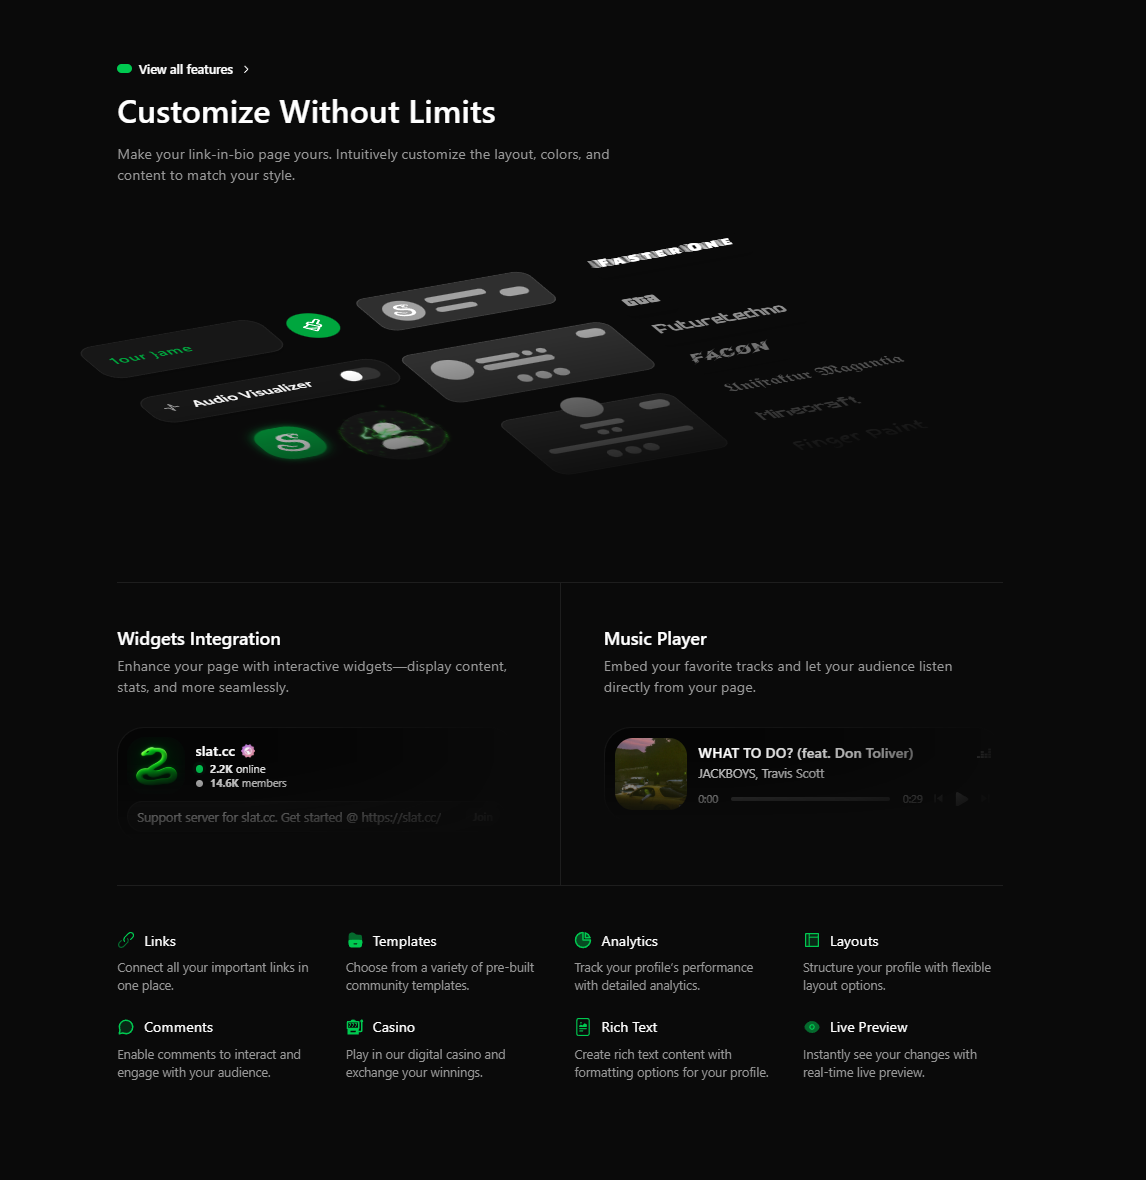 View all features
Customize Without Limits
Make your link-in-bio page yours. Intuitively customize the layout, colors, and
content to match your style.
FASTER ONE
FACON
Futuretechno
Unifraktur Maguntia
Minecraft
Finger Paint
Audio Visualizer
S
S
Widgets Integration
Enhance your page with interactive widgets—display content,
stats, and more seamlessly.
slat.cc
2.2K online
14.6K members
Support server for slat.cc. Get started @ https://slat.cc/
Join
Music Player
Embed your favorite tracks and let your audience listen
directly from your page.
WHAT TO DO? (feat. Don Toliver)
JACKBOYS, Travis Scott
0:00
0:29
Links
Connect all your important links in
one place.
Templates
Choose from a variety of pre-built
community templates.
Analytics
Track your profile's performance
with detailed analytics.
Layouts
Structure your profile with flexible
layout options.
Comments
Enable comments to interact and
engage with your audience.
Casino
Play in our digital casino and
exchange your winnings.
Rich Text
Create rich text content with
formatting options for your profile.
Live Preview
Instantly see your changes with
real-time live preview.